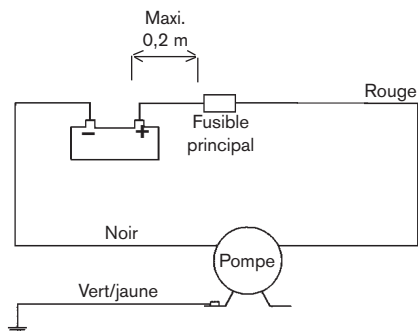 Maxi.
0,2 m
Rouge
− +
Fusible
principal
Noir
Pompe
Vert/jaune